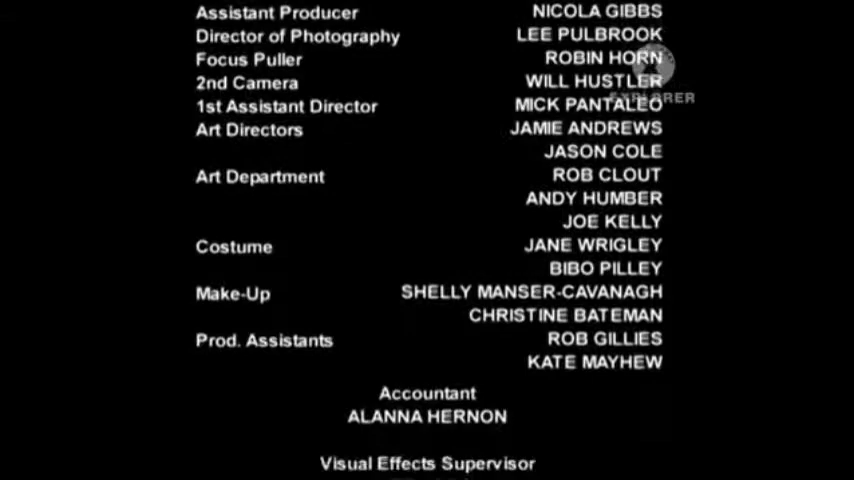 Assistant Producer NICOLA GIBBS
Director of Photography LEE PULBROOK
Focus Puller ROBIN HORN
2nd Camera WILL HUSTLER
EXPLORER
1st Assistant Director MICK PANTALEO
Art Directors JAMIE ANDREWS
JASON COLE
Art Department ROB CLOUT
ANDY HUMBER
JOE KELLY
Costume JANE WRIGLEY
BIBO PILLEY
Make-Up SHELLY MANSER-CAVANAGH
CHRISTINE BATEMAN
Prod. Assistants ROB GILLIES
KATE MAYHEW
Accountant
ALANNA HERNON
Visual Effects Supervisor